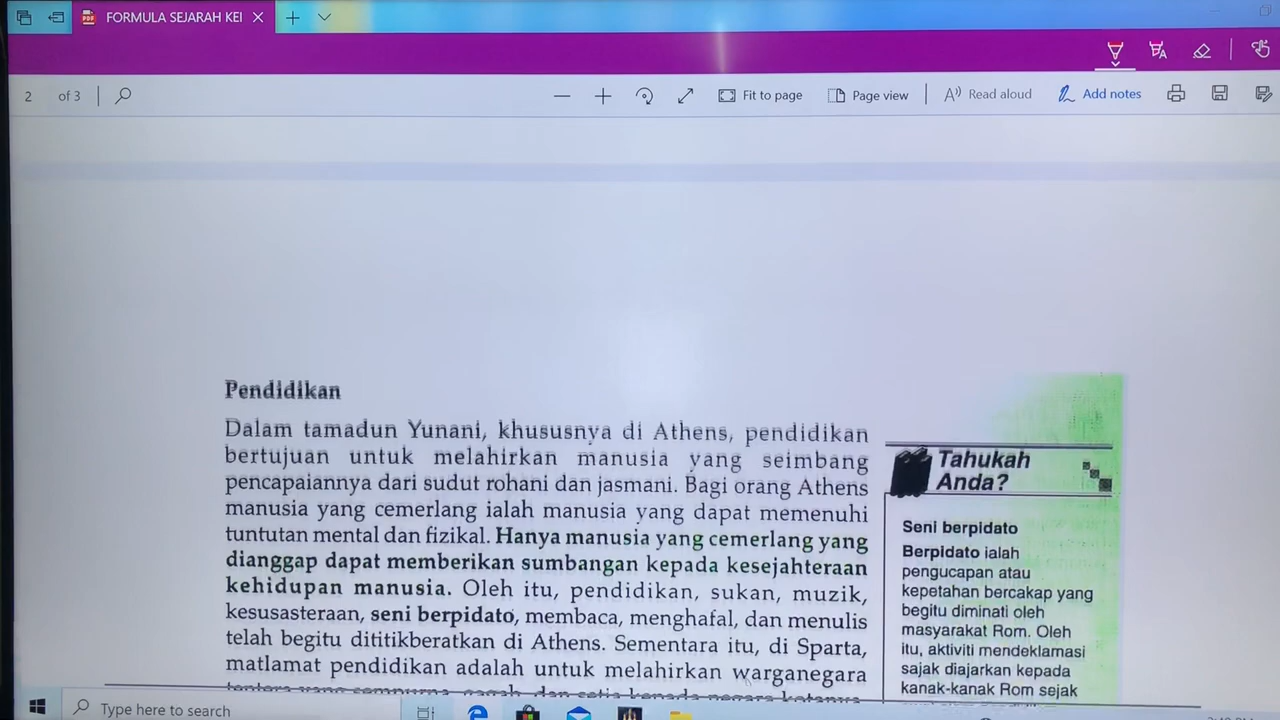 FORMULA SEJARAH KEI
2 of 3
Fit to page
Page view
Read aloud
Add notes
Pendidikan
Dalam tamadun Yunani, khususnya di Athens, pendidikan
bertujuan untuk melahirkan manusia yang seimbang
pencapaiannya dari sudut rohani dan jasmani. Bagi orang Athens
manusia yang cemerlang ialah manusia yang dapat memenuhi
tuntutan mental dan fizikal. Hanya manusia yang cemerlang yang
dianggap dapat memberikan sumbangan kepada kesejahteraan
kehidupan manusia. Oleh itu, pendidikan, sukan, muzik,
kesusasteraan, seni berpidato, membaca, menghafal, dan menulis
telah begitu dititikberatkan di Athens. Sementara itu, di Sparta,
matlamat pendidikan adalah untuk melahirkan warganegara
Tahukah
Anda?
Seni berpidato
Berpidato ialah
pengucapan atau
kepetahan bercakap yang
begitu diminati oleh
masyarakat Rom. Oleh
itu, aktiviti mendeklamasi
sajak diajarkan kepada
kanak-kanak Rom sejak
Type here to search